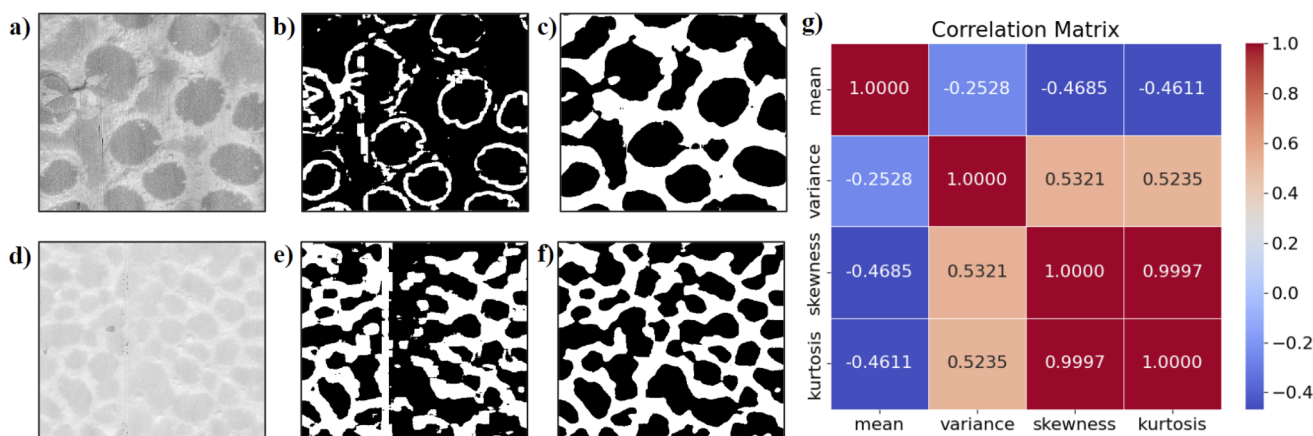 a)
b)
c)
d)
e)
f)
g)
Correlation Matrix
mean
1.0000 -0.2528 -0.4685 -0.4611
variance
-0.2528 1.0000 0.5321 0.5235
skewness
-0.4685 0.5321 1.0000 0.9997
kurtosis
-0.4611 0.5235 0.9997 1.0000
mean variance skewness kurtosis
1.0
0.8
0.6
0.4
0.2
0.0
−0.2
−0.4